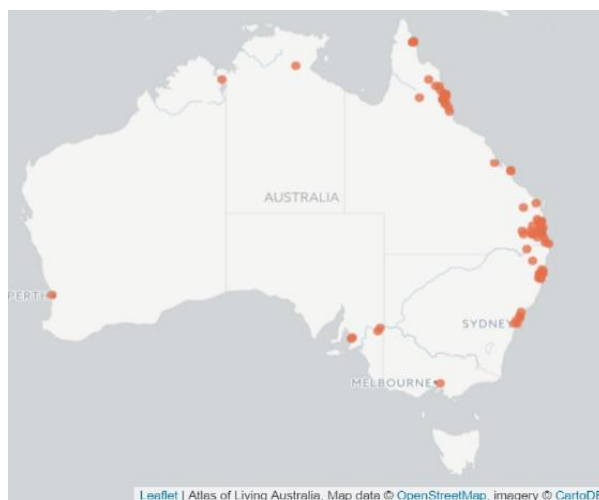 AUSTRALIA
PERTH
SYDNEY
MELBOURNE
Leaflet | Atlas of Living Australia, Map data © OpenStreetMap, imagery © CartoDB